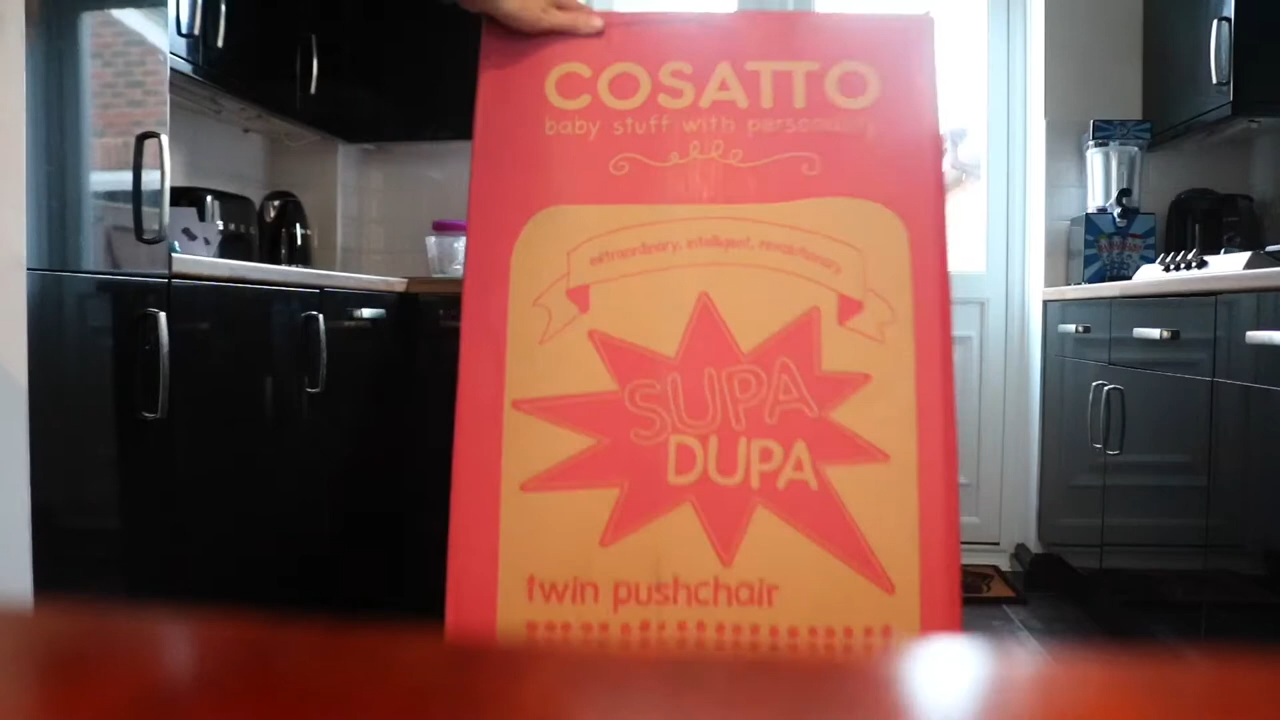 COSATTO
baby stuff with personality
extraordinary, intelligent, revolutionary
SUPA
DUPA
twin pushchair